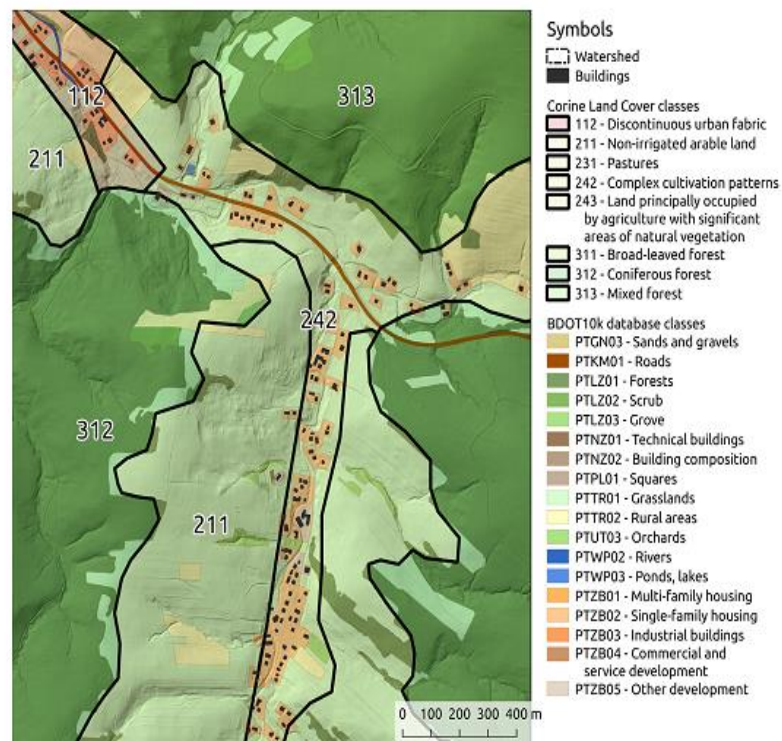 112
313
211
242
312
211
0 100 200 300 400 m
Symbols
Watershed
Buildings
Corine Land Cover classes
112 - Discontinuous urban fabric
211 - Non-irrigated arable land
231 - Pastures
242 - Complex cultivation patterns
243 - Land principally occupied
by agriculture with significant
areas of natural vegetation
311 - Broad-leaved forest
312 - Coniferous forest
313 - Mixed forest
BDOT10k database classes
PTGN03 - Sands and gravels
PTKM01 - Roads
PTLZ01 - Forests
PTLZ02 - Scrub
PTLZ03 - Grove
PTNZ01 - Technical buildings
PTNZ02 - Building composition
PTPL01 - Squares
PTTR01 - Grasslands
PTTR02 - Rural areas
PTUT03 - Orchards
PTWP02 - Rivers
PTWP03 - Ponds, lakes
PTZB01 - Multi-family housing
PTZB02 - Single-family housing
PTZB03 - Industrial buildings
PTZB04 - Commercial and
service development
PTZB05 - Other development